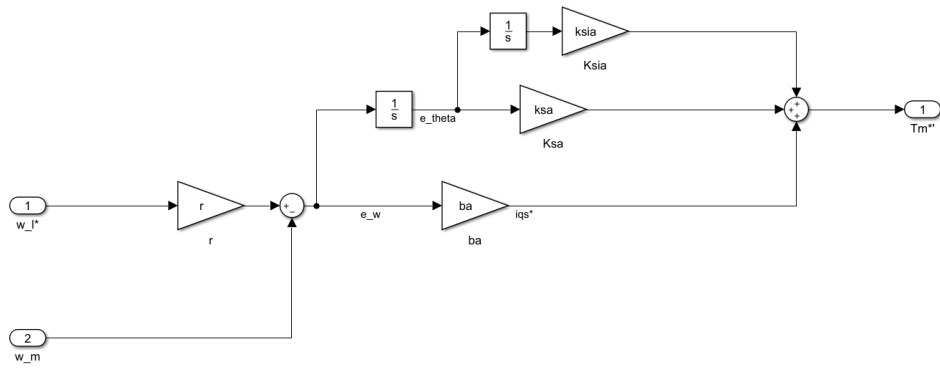 1
s
ksia
Ksia
1
s
e_theta
ksa
Ksa
+
+
+
1
Tm*'
1
w_l*
r
r
+
−
e_w
ba
ba
iqs*
2
w_m